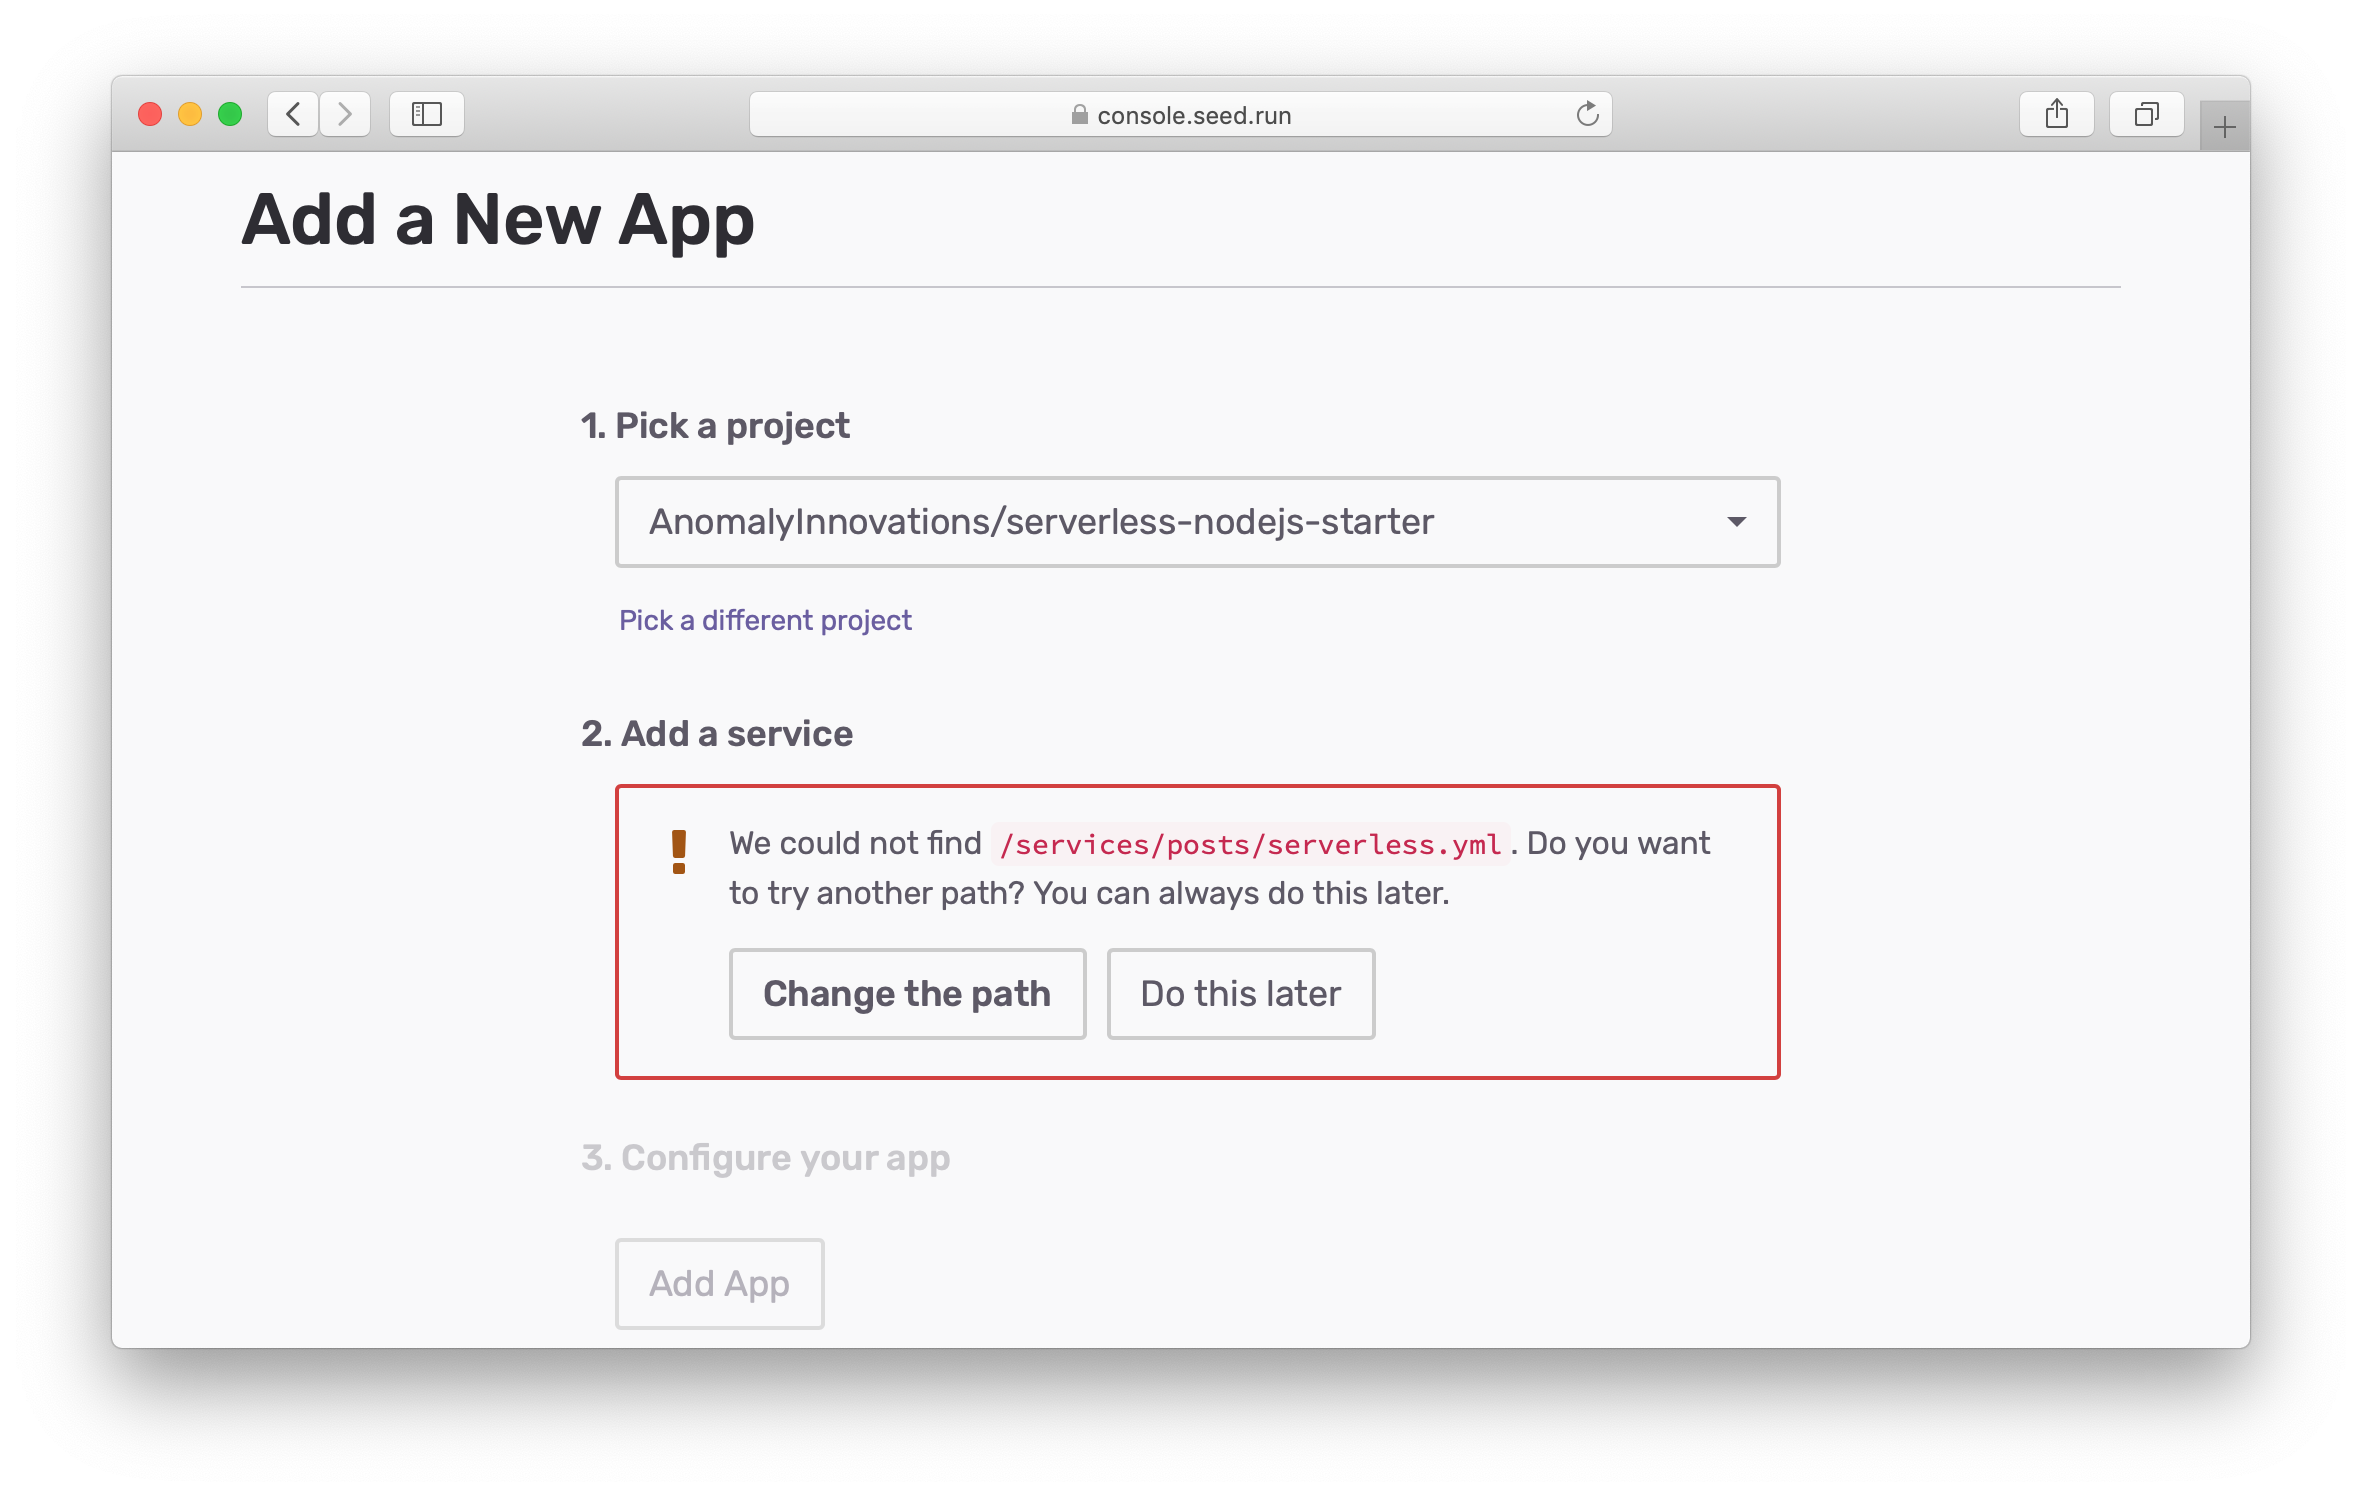 console.seed.run
Add a New App
1. Pick a project
AnomalyInnovations/serverless-nodejs-starter
Pick a different project
2. Add a service
We could not find /services/posts/serverless.yml. Do you want
to try another path? You can always do this later.
Change the path
Do this later
3. Configure your app
Add App